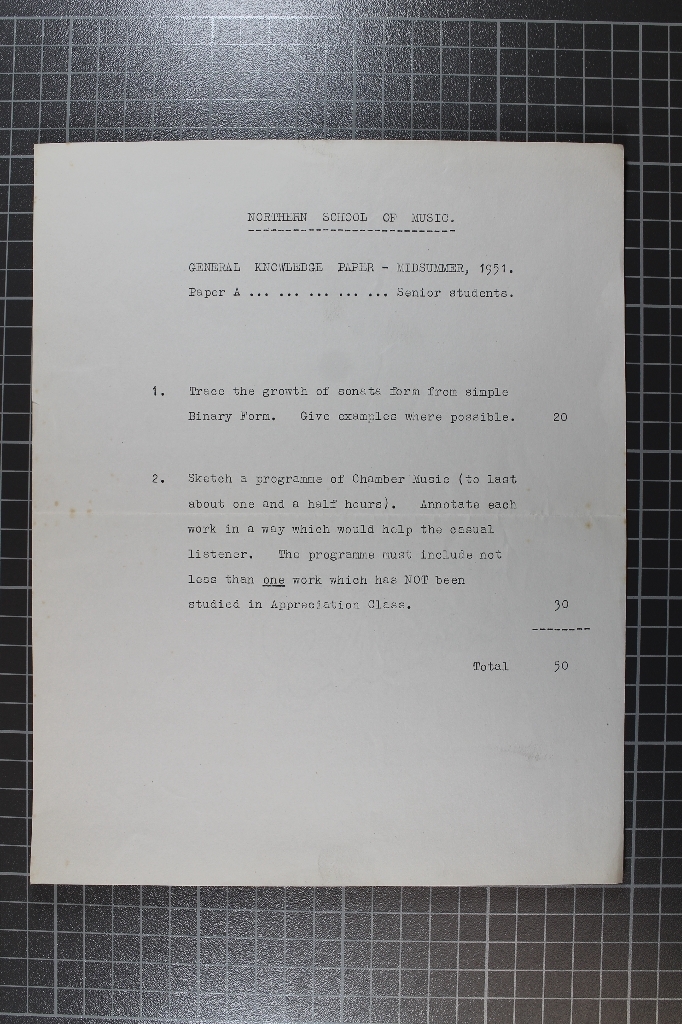 NORTHERN SCHOOL OF MUSIC.
GENERAL KNOWLEDGE PAPER - MIDSUMMER, 1951.
Paper A ... ... ... ... ... Senior students.
1. Trace the growth of sonata form from simple
Binary Form. Give examples where possible. 20
2. Sketch a programme of Chamber Music (to last
about one and a half hours). Annotate each
work in a way which would help the casual
listener. The programme must include not
less than one work which has NOT been
studied in Appreciation Class. 30
--------
Total 50